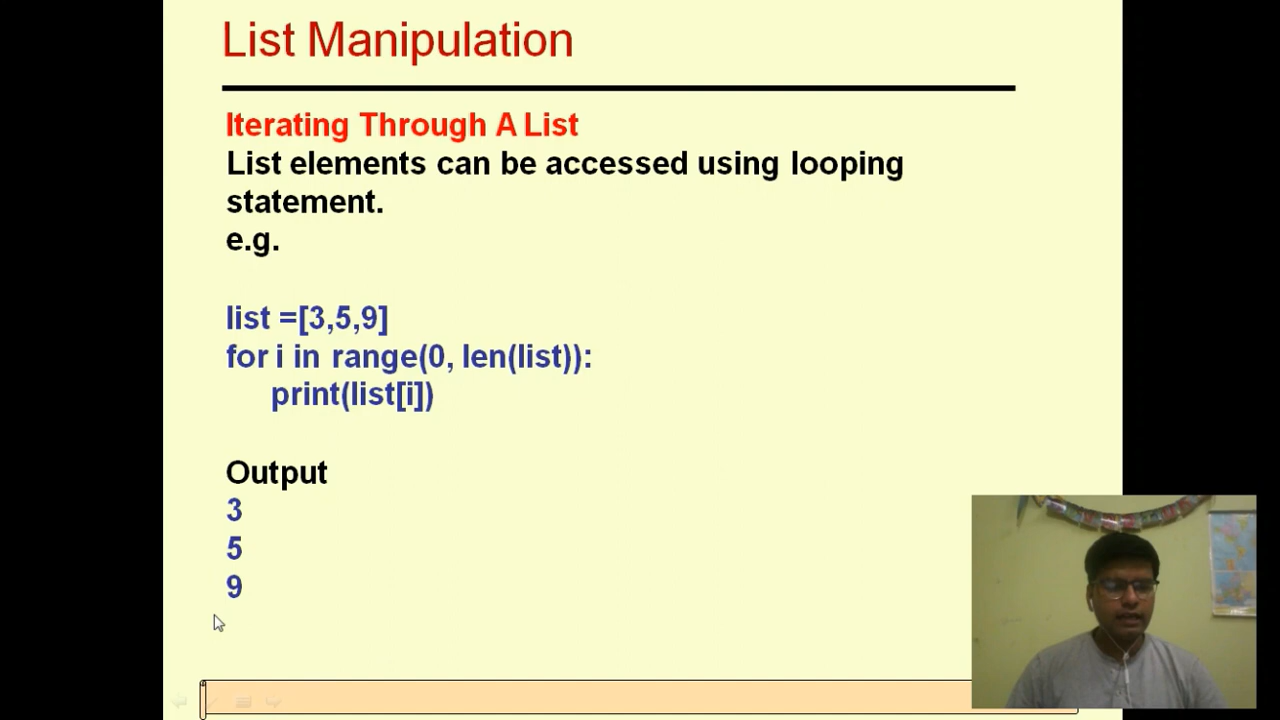 List Manipulation
Iterating Through A List
List elements can be accessed using looping
statement.
e.g.
list =[3,5,9]
for i in range(0, len(list)):
print(list[i])
Output
3
5
9